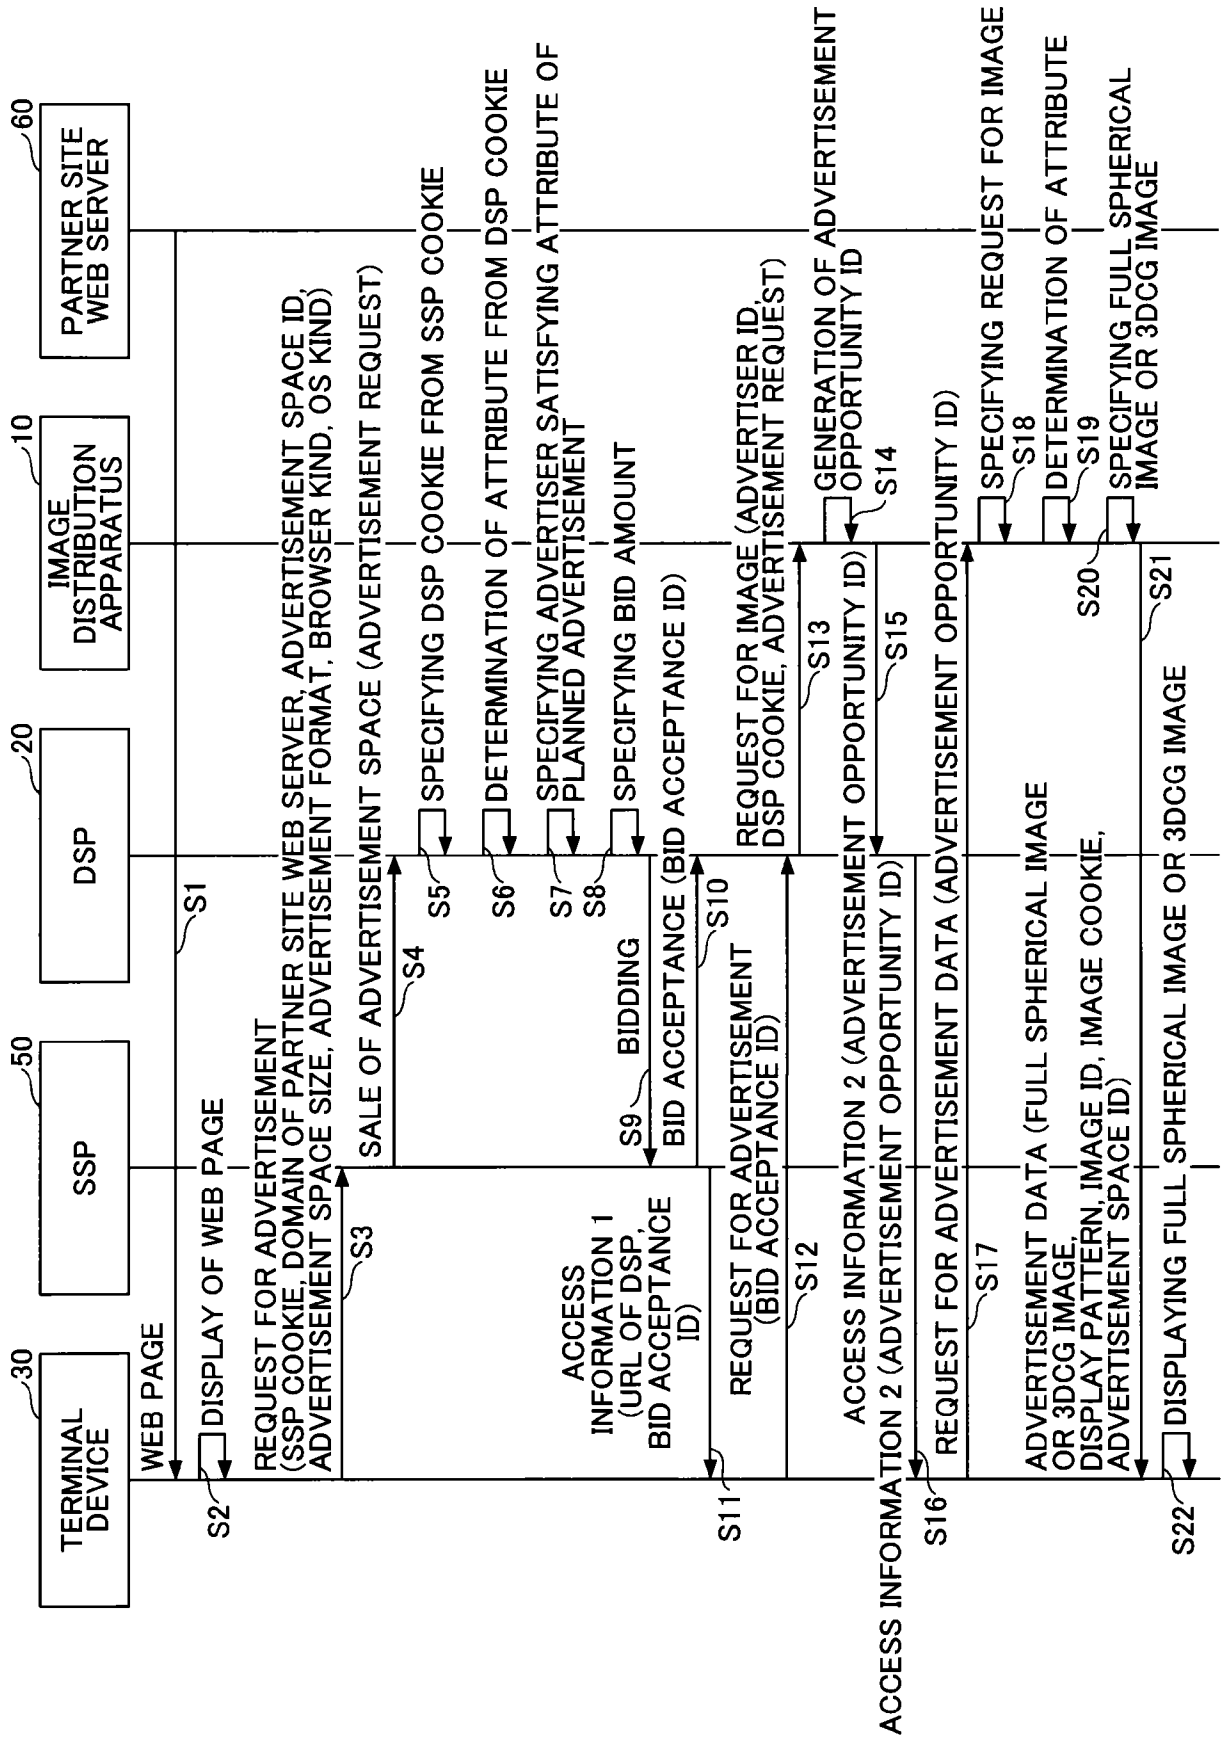 30
TERMINAL
DEVICE
50
SSP
20
DSP
10
IMAGE
DISTRIBUTION
APPARATUS
60
PARTNER SITE
WEB SERVER
WEB PAGE
S1
S2
DISPLAY OF WEB PAGE
REQUEST FOR ADVERTISEMENT
(SSP COOKIE, DOMAIN OF PARTNER SITE WEB SERVER, ADVERTISEMENT SPACE ID,
ADVERTISEMENT SPACE SIZE, ADVERTISEMENT FORMAT, BROWSER KIND, OS KIND)
S3
SALE OF ADVERTISEMENT SPACE (ADVERTISEMENT REQUEST)
S4
S5
SPECIFYING DSP COOKIE FROM SSP COOKIE
S6
DETERMINATION OF ATTRIBUTE FROM DSP COOKIE
S7
SPECIFYING ADVERTISER SATISFYING ATTRIBUTE OF
PLANNED ADVERTISEMENT
S8
SPECIFYING BID AMOUNT
S9
BIDDING
BID ACCEPTANCE (BID ACCEPTANCE ID)
S10
ACCESS
INFORMATION 1
(URL OF DSP,
BID ACCEPTANCE
ID)
S11
REQUEST FOR ADVERTISEMENT
(BID ACCEPTANCE ID)
S12
REQUEST FOR IMAGE (ADVERTISER ID,
DSP COOKIE, ADVERTISEMENT REQUEST)
S13
GENERATION OF ADVERTISEMENT
OPPORTUNITY ID
S14
ACCESS INFORMATION 2 (ADVERTISEMENT OPPORTUNITY ID)
S15
ACCESS INFORMATION 2 (ADVERTISEMENT OPPORTUNITY ID)
S16
REQUEST FOR ADVERTISEMENT DATA (ADVERTISEMENT OPPORTUNITY ID)
S17
SPECIFYING REQUEST FOR IMAGE
S18
DETERMINATION OF ATTRIBUTE
S19
SPECIFYING FULL SPHERICAL
IMAGE OR 3DCG IMAGE
S20
ADVERTISEMENT DATA (FULL SPHERICAL IMAGE
OR 3DCG IMAGE,
DISPLAY PATTERN, IMAGE ID, IMAGE COOKIE,
ADVERTISEMENT SPACE ID)
S21
S22
DISPLAYING FULL SPHERICAL IMAGE OR 3DCG IMAGE